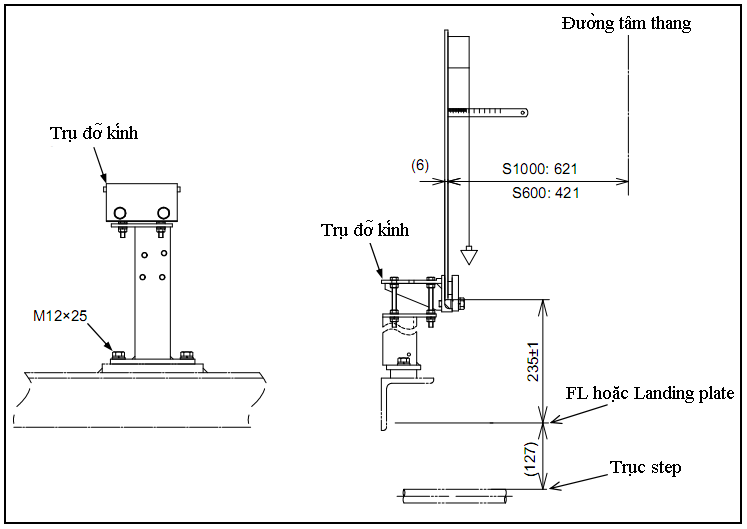 Đường tâm thang
Trụ đỡ kính
(6)
S1000: 621
S600: 421
Trụ đỡ kính
M12×25
235±1
FL hoặc Landing plate
(127)
Trục step